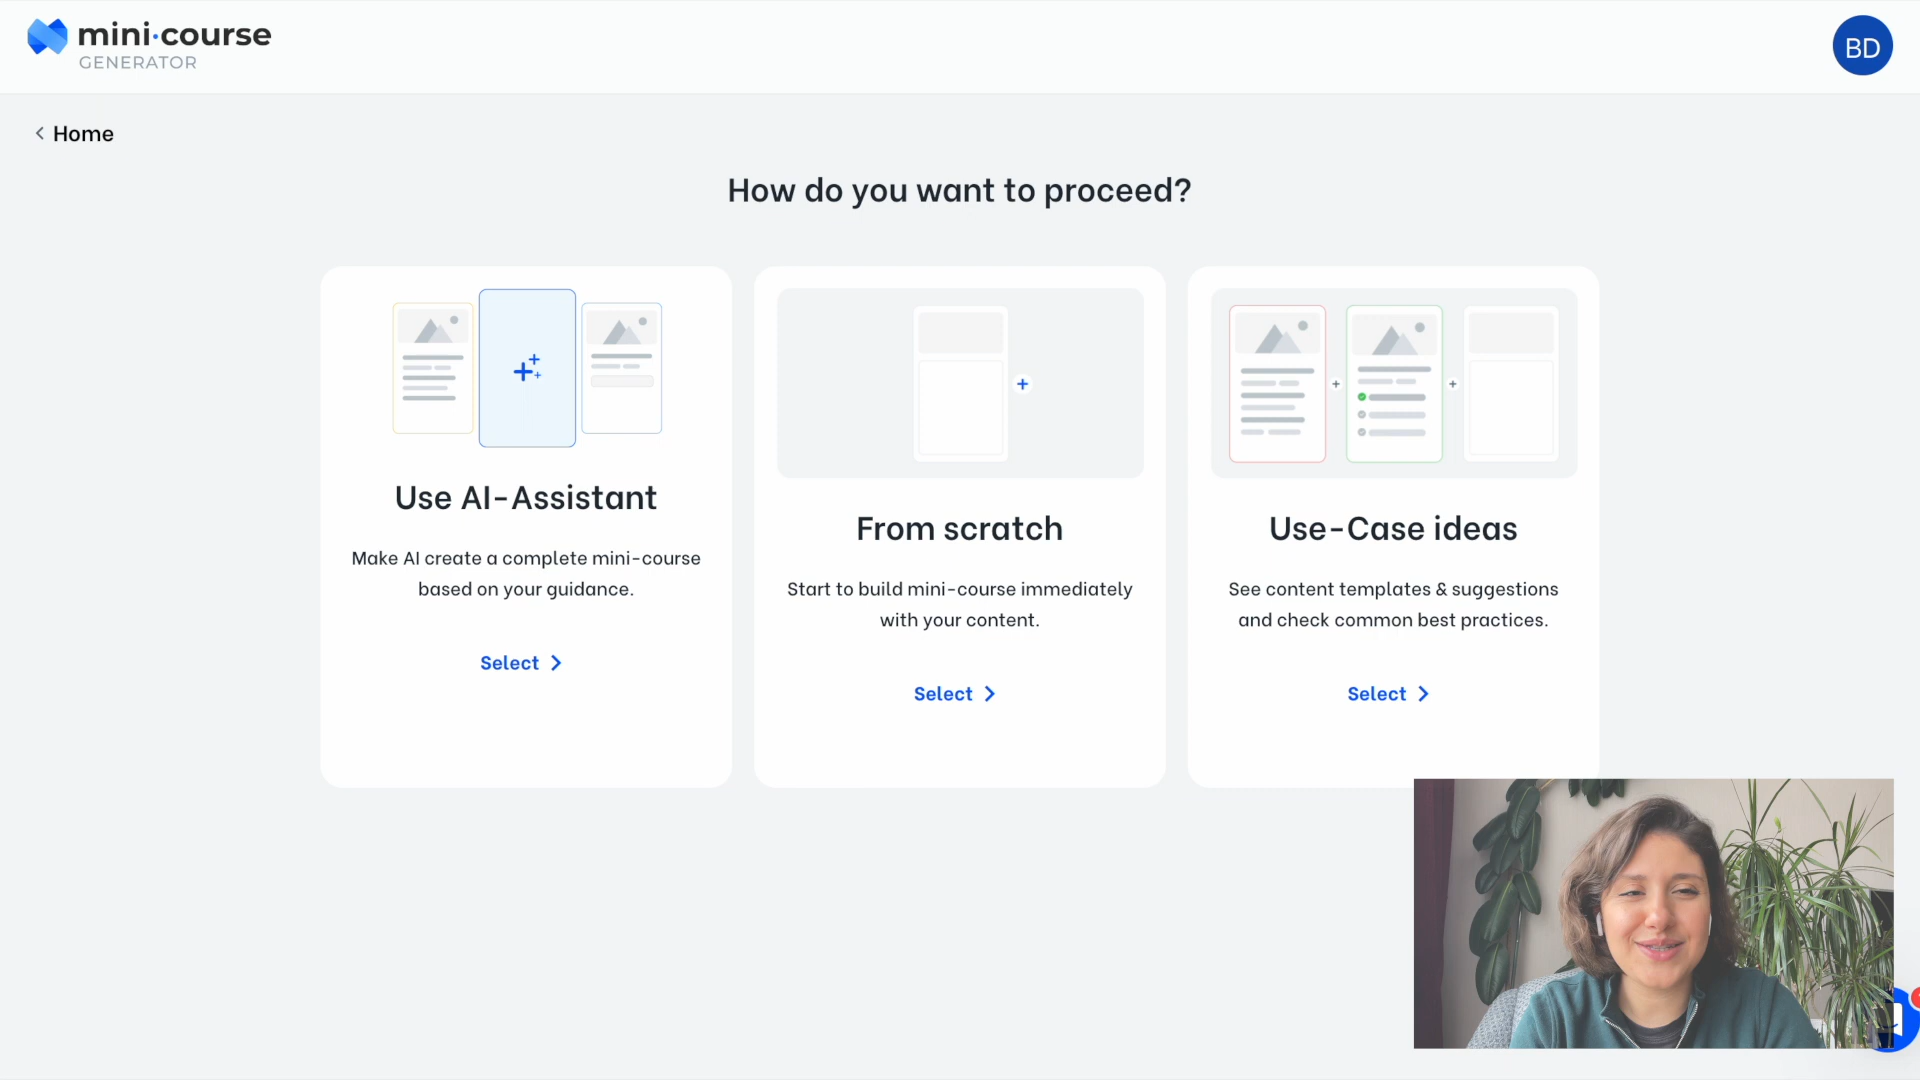 mini·course
GENERATOR
BD
Home
How do you want to proceed?
Use AI-Assistant
Make AI create a complete mini-course
based on your guidance.
Select
From scratch
Start to build mini-course immediately
with your content.
Select
Use-Case ideas
See content templates & suggestions
and check common best practices.
Select